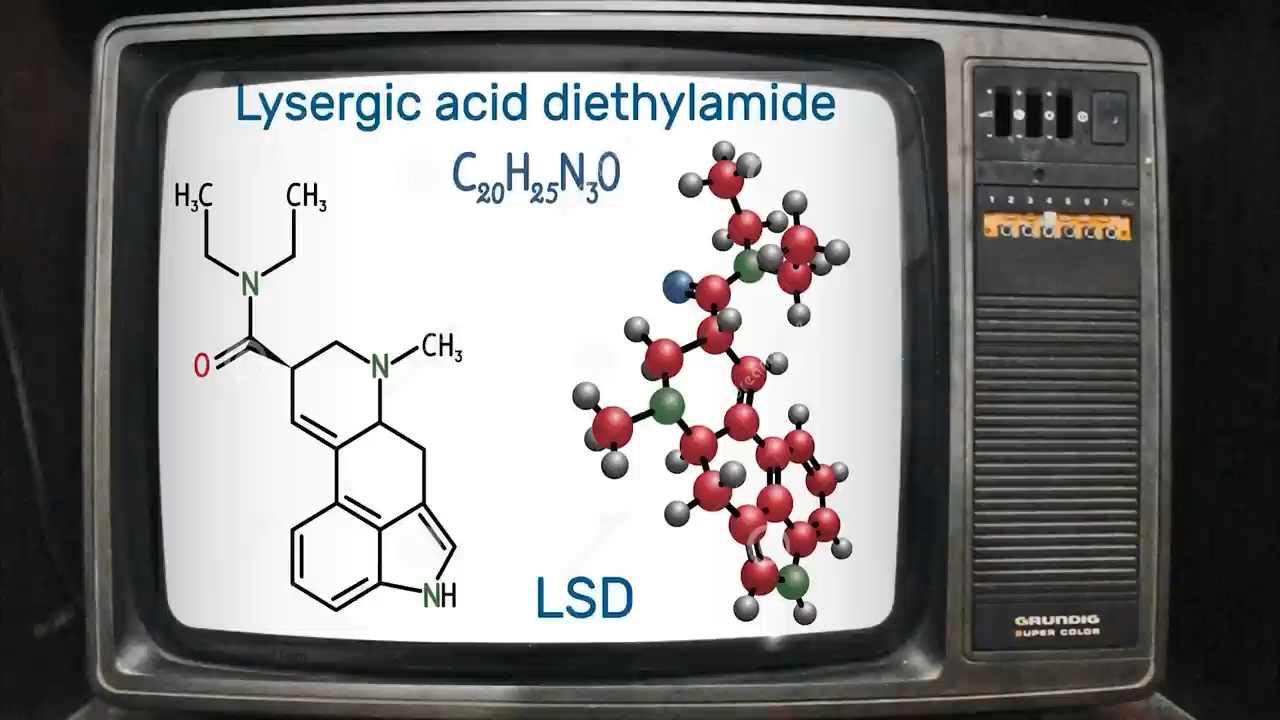 Lysergic acid diethylamide
C₂₀H₂₅N₃O
H₃C
CH₃
N
O
N
CH₃
NH
LSD
1 2 3 4 5 6 7
GRUNDIG
SUPER COLOR